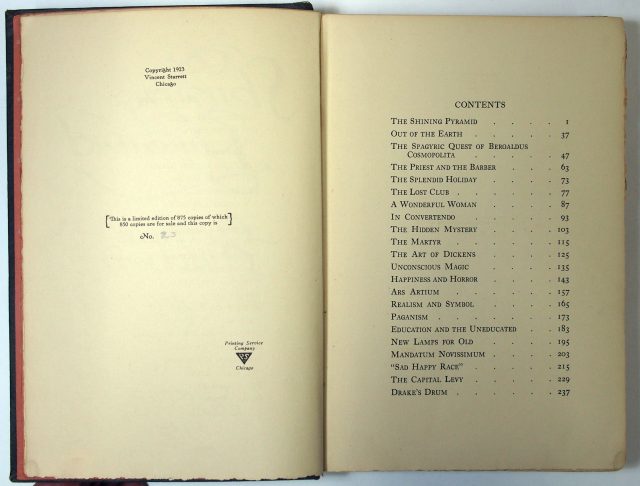 Copyright 1923
Vincent Starrett
Chicago
[This is a limited edition of 875 copies of which
850 copies are for sale and this copy is]
No. 23
Printing Service
Company
Chicago
CONTENTS
The Shining Pyramid . . . . 1
Out of the Earth . . . . . 37
The Spagyric Quest of Beroaldus
Cosmopolita . . . . . 47
The Priest and the Barber . . . 63
The Splendid Holiday . . . . 73
The Lost Club . . . . . . 77
A Wonderful Woman . . . . 87
In Convertendo . . . . . 93
The Hidden Mystery . . . . 103
The Martyr . . . . . . 115
The Art of Dickens . . . . 125
Unconscious Magic . . . . 135
Happiness and Horror . . . . 143
Ars Artium . . . . . . 157
Realism and Symbol . . . . 165
Paganism . . . . . . 173
Education and the Uneducated . . 183
New Lamps for Old . . . . 195
Mandatum Novissimum . . . . 203
"Sad Happy Race" . . . . . 215
The Capital Levy . . . . . 229
Drake's Drum . . . . . . 237